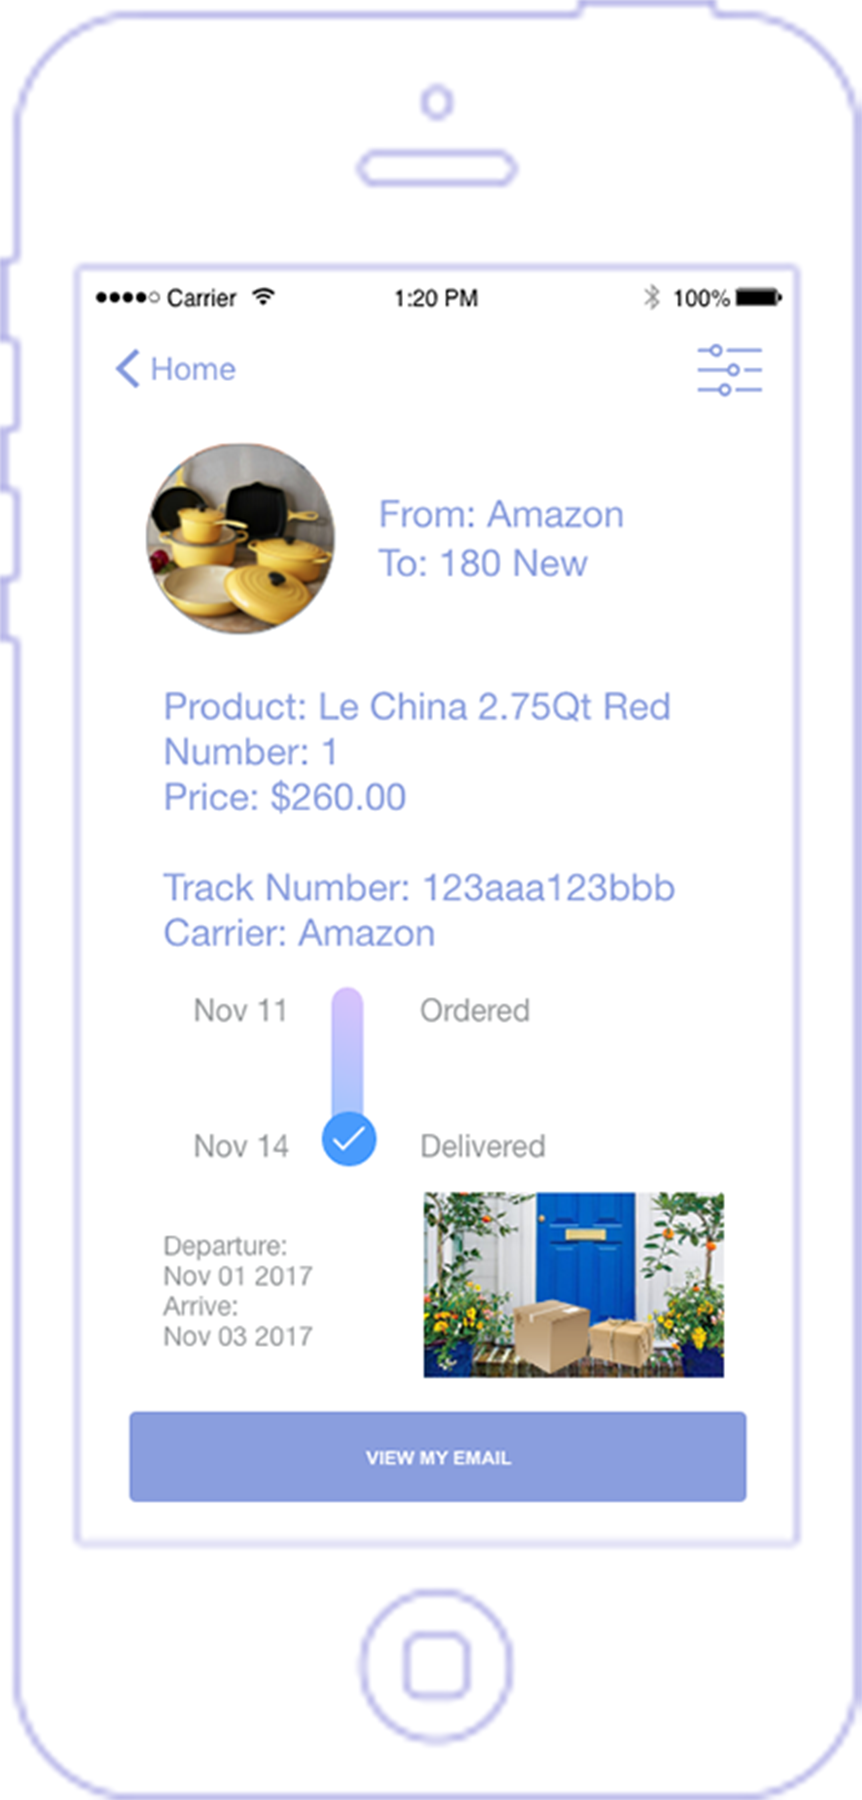 Carrier 1:20 PM 100%
Home
From: Amazon
To: 180 New
Product: Le China 2.75Qt Red
Number: 1
Price: $260.00
Track Number: 123aaa123bbb
Carrier: Amazon
Nov 11 Ordered
Nov 14 Delivered
Departure:
Nov 01 2017
Arrive:
Nov 03 2017
VIEW MY EMAIL